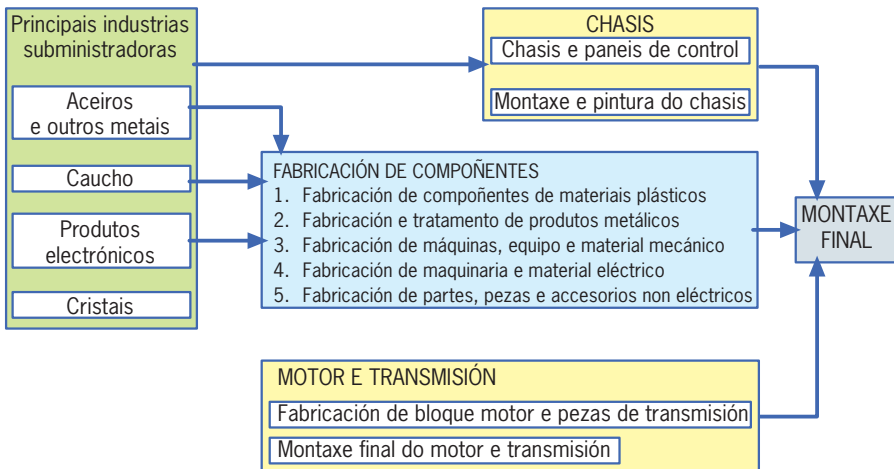 Principais industrias
subministradoras
Aceiros
e outros metais
Caucho
Produtos
electrónicos
Cristais
CHASIS
Chasis e paneis de control
Montaxe e pintura do chasis
FABRICACIÓN DE COMPOÑENTES
1. Fabricación de compoñentes de materiais plásticos
2. Fabricación e tratamento de produtos metálicos
3. Fabricación de máquinas, equipo e material mecánico
4. Fabricación de maquinaria e material eléctrico
5. Fabricación de partes, pezas e accesorios non eléctricos
MOTOR E TRANSMISIÓN
Fabricación de bloque motor e pezas de transmisión
Montaxe final do motor e transmisión
MONTAXE
FINAL